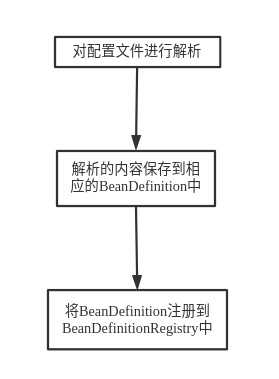 对配置文件进行解析
解析的内容保存到相
应的BeanDefinition中
将BeanDefinition注册到
BeanDefinitionRegistry中